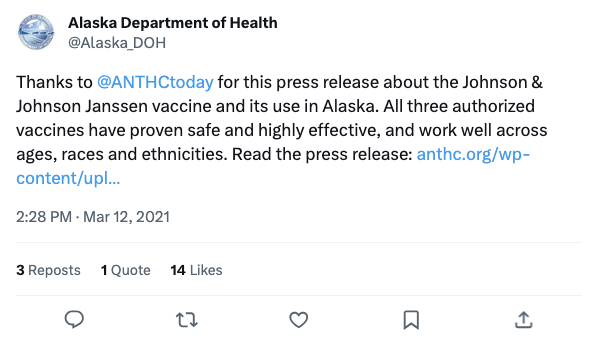 Alaska Department of Health
@Alaska_DOH
Thanks to @ANTHCtoday for this press release about the Johnson &
Johnson Janssen vaccine and its use in Alaska. All three authorized
vaccines have proven safe and highly effective, and work well across
ages, races and ethnicities. Read the press release: anthc.org/wp-
content/upl...
2:28 PM · Mar 12, 2021
3 Reposts 1 Quote 14 Likes